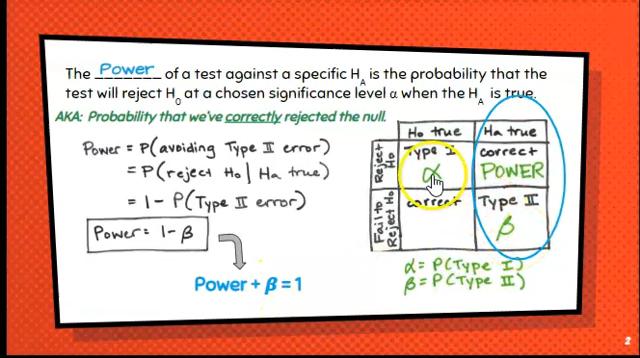 The Power of a test against a specific HA is the probability that the
test will reject H0 at a chosen significance level α when the HA is true.
AKA: Probability that we've correctly rejected the null.
Power = P(avoiding Type II error)
= P(reject Ho | Ha true)
= 1 - P(Type II error)
Power = 1-β
Power + β = 1
Ho true
Ha true
Reject Ho
Type I
α
correct
POWER
Fail to
Reject Ho
correct
Type II
β
α = P(Type I)
β = P(Type II)
2